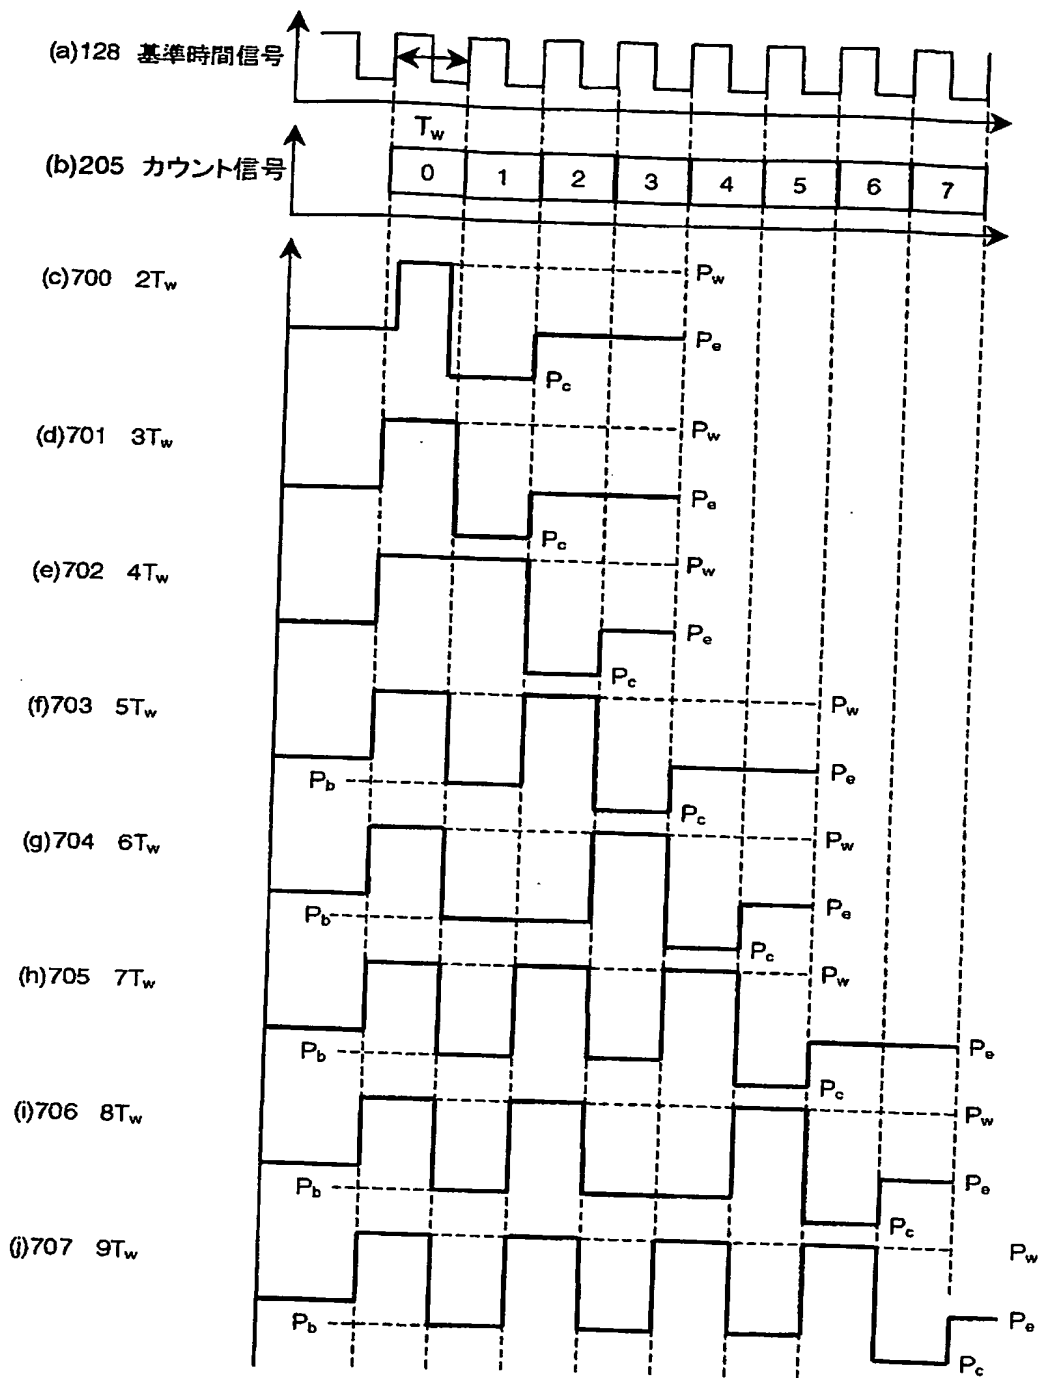 (a)128 基準時間信号
Tw
(b)205 カウント信号
0 1 2 3 4 5 6 7
(c)700 2Tw
Pw
Pe
Pc
(d)701 3Tw
Pw
Pe
Pc
(e)702 4Tw
Pw
Pe
Pc
(f)703 5Tw
Pw
Pb
Pe
Pc
(g)704 6Tw
Pw
Pb
Pe
Pc
(h)705 7Tw
Pw
Pb
Pe
Pc
(i)706 8Tw
Pw
Pb
Pe
Pc
(j)707 9Tw
Pw
Pb
Pe
Pc